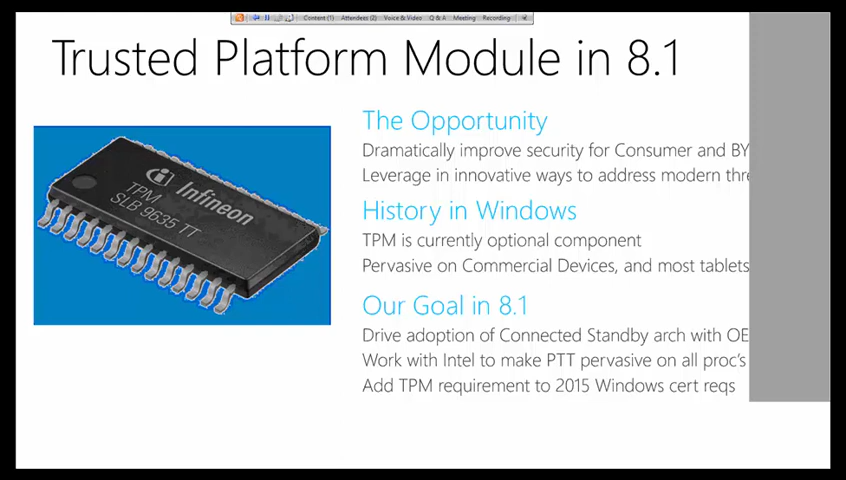 Content (1) Attendees (2) Voice & Video Q & A Meeting Recording
Trusted Platform Module in 8.1
Infineon
TPM
SLB 9635 TT
The Opportunity
Dramatically improve security for Consumer and BY
Leverage in innovative ways to address modern thre
History in Windows
TPM is currently optional component
Pervasive on Commercial Devices, and most tablets
Our Goal in 8.1
Drive adoption of Connected Standby arch with OE
Work with Intel to make PTT pervasive on all proc's
Add TPM requirement to 2015 Windows cert reqs